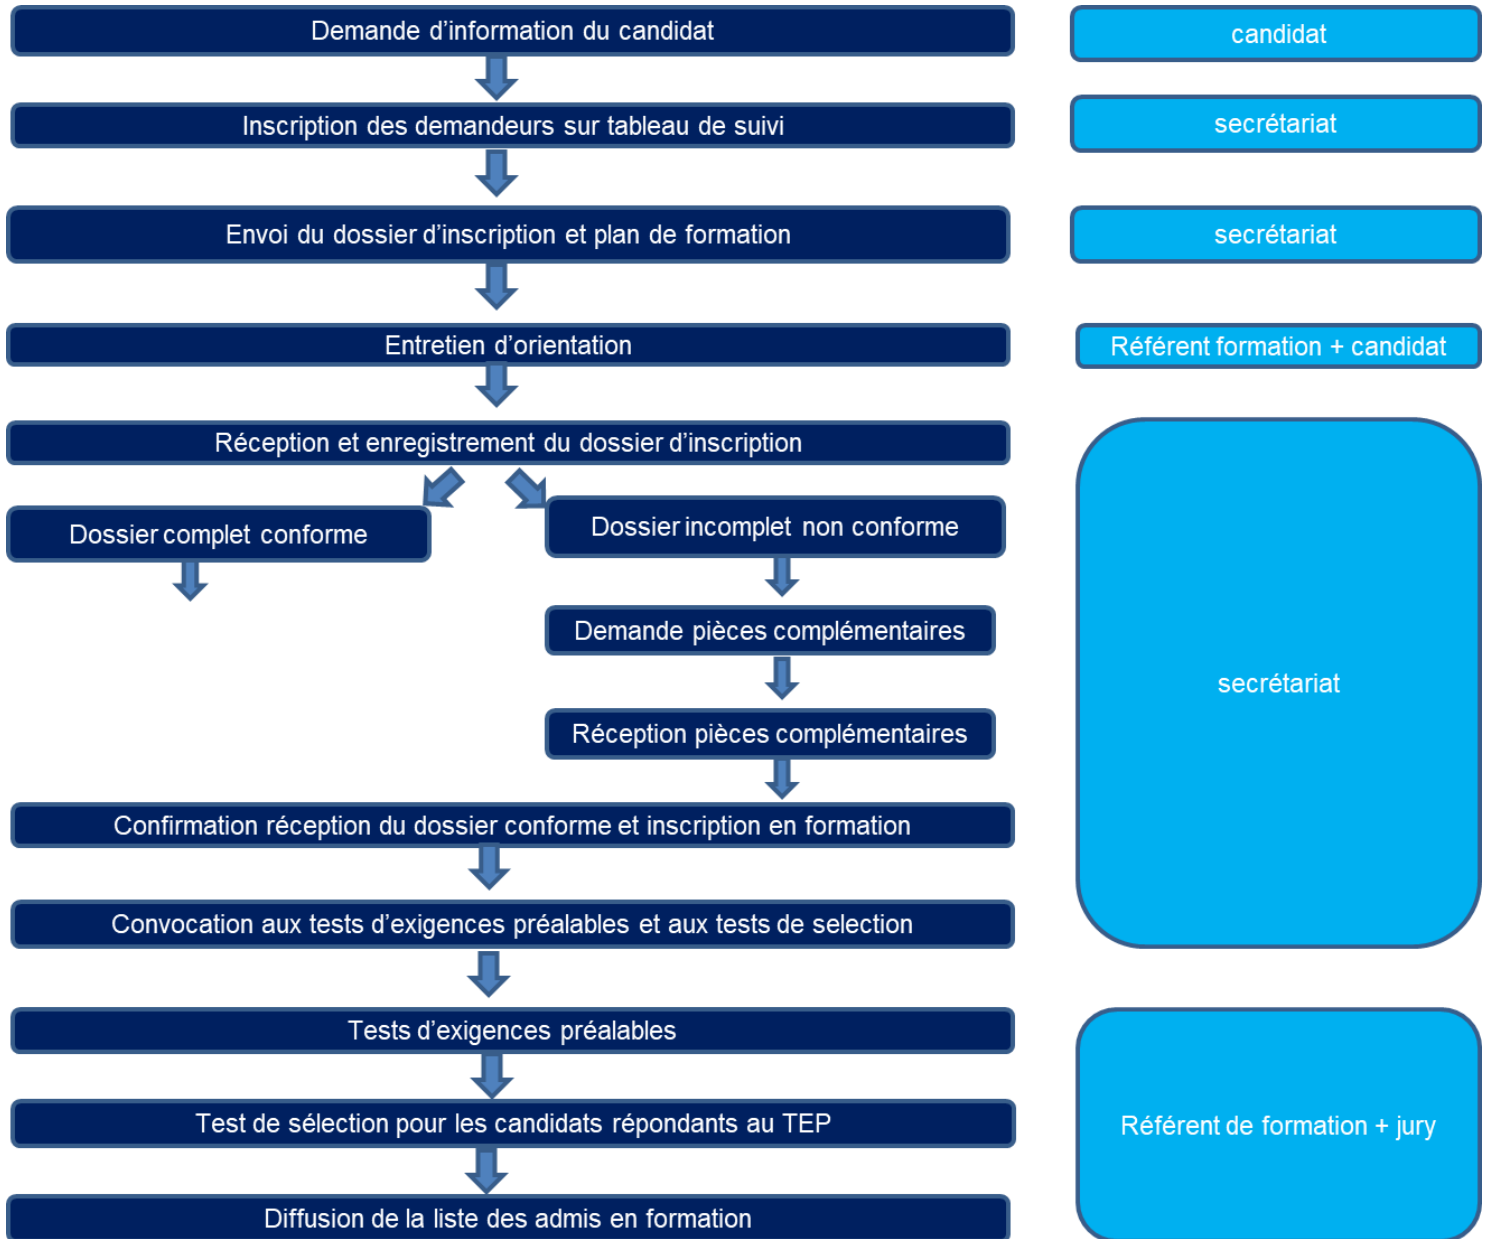 Demande d'information du candidat
candidat
Inscription des demandeurs sur tableau de suivi
secrétariat
Envoi du dossier d'inscription et plan de formation
secrétariat
Entretien d'orientation
Référent formation + candidat
Réception et enregistrement du dossier d'inscription
Dossier complet conforme
Dossier incomplet non conforme
Demande pièces complémentaires
Réception pièces complémentaires
secrétariat
Confirmation réception du dossier conforme et inscription en formation
Convocation aux tests d'exigences préalables et aux tests de selection
Tests d'exigences préalables
Test de sélection pour les candidats répondants au TEP
Référent de formation + jury
Diffusion de la liste des admis en formation